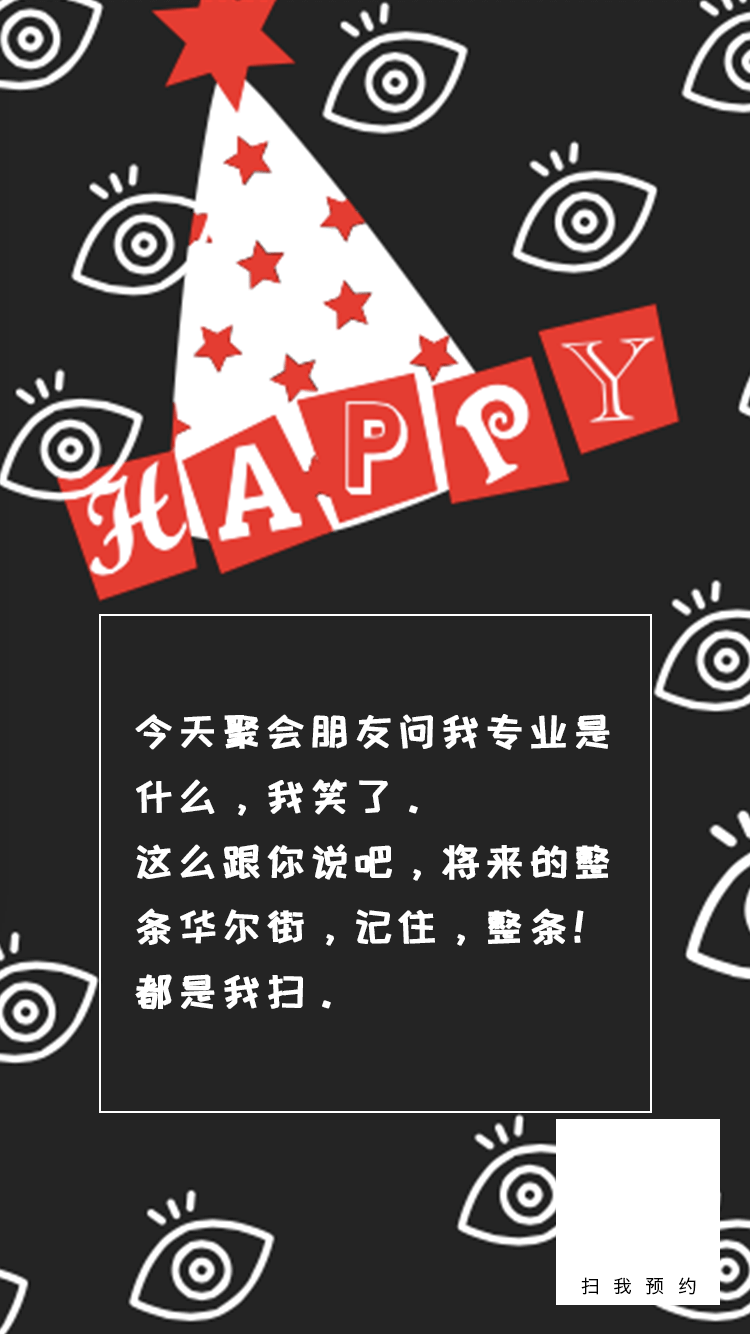 HAPPY
今天聚会朋友问我专业是
什么，我笑了．
这么跟你说吧，将来的整
条华尔街，记住，整条！
都是我扫．
扫我预约